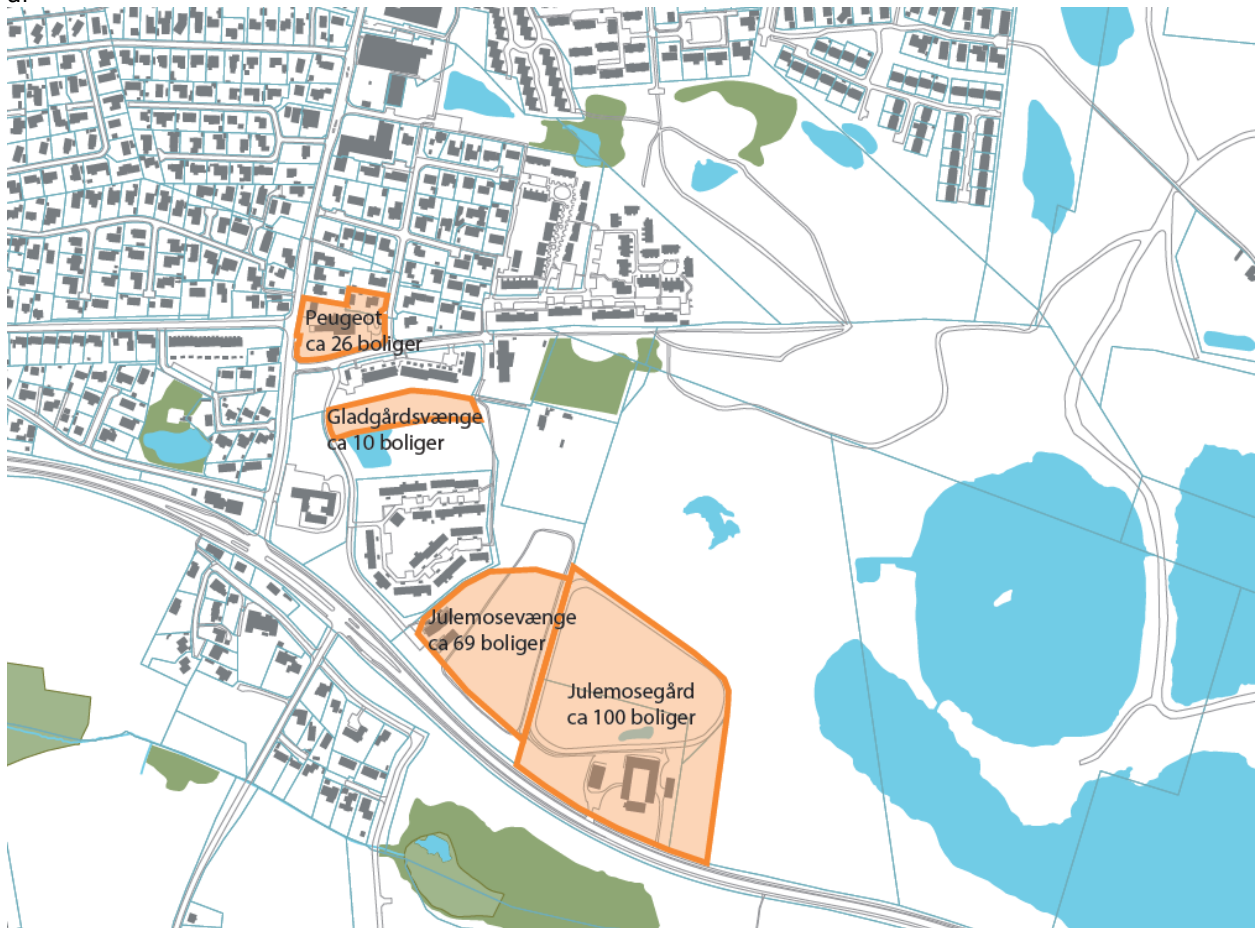 Peugeot
ca 26 boliger
Gladgårdsvænge
ca 10 boliger
Julemosevænge
ca 69 boliger
Julemosegård
ca 100 boliger